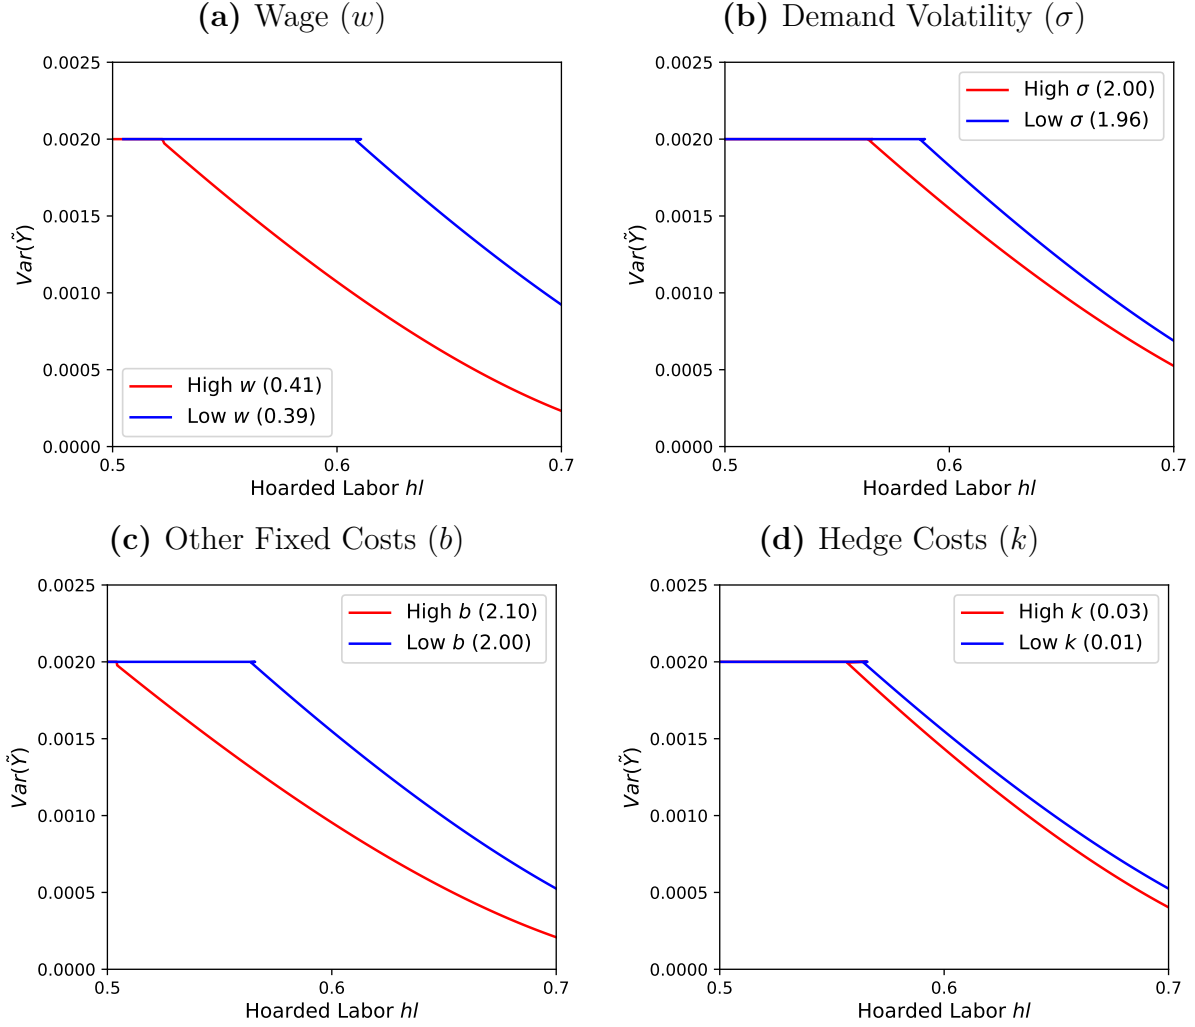 (a) Wage (w)
0.0025
0.0020
0.0015
0.0010
0.0005
0.0000
Var(Ỹ)
High w (0.41)
Low w (0.39)
0.5 0.6 0.7
Hoarded Labor hl
(b) Demand Volatility (σ)
0.0025
0.0020
0.0015
0.0010
0.0005
0.0000
Var(Ỹ)
High σ (2.00)
Low σ (1.96)
0.5 0.6 0.7
Hoarded Labor hl
(c) Other Fixed Costs (b)
0.0025
0.0020
0.0015
0.0010
0.0005
0.0000
Var(Ỹ)
High b (2.10)
Low b (2.00)
0.5 0.6 0.7
Hoarded Labor hl
(d) Hedge Costs (k)
0.0025
0.0020
0.0015
0.0010
0.0005
0.0000
Var(Ỹ)
High k (0.03)
Low k (0.01)
0.5 0.6 0.7
Hoarded Labor hl